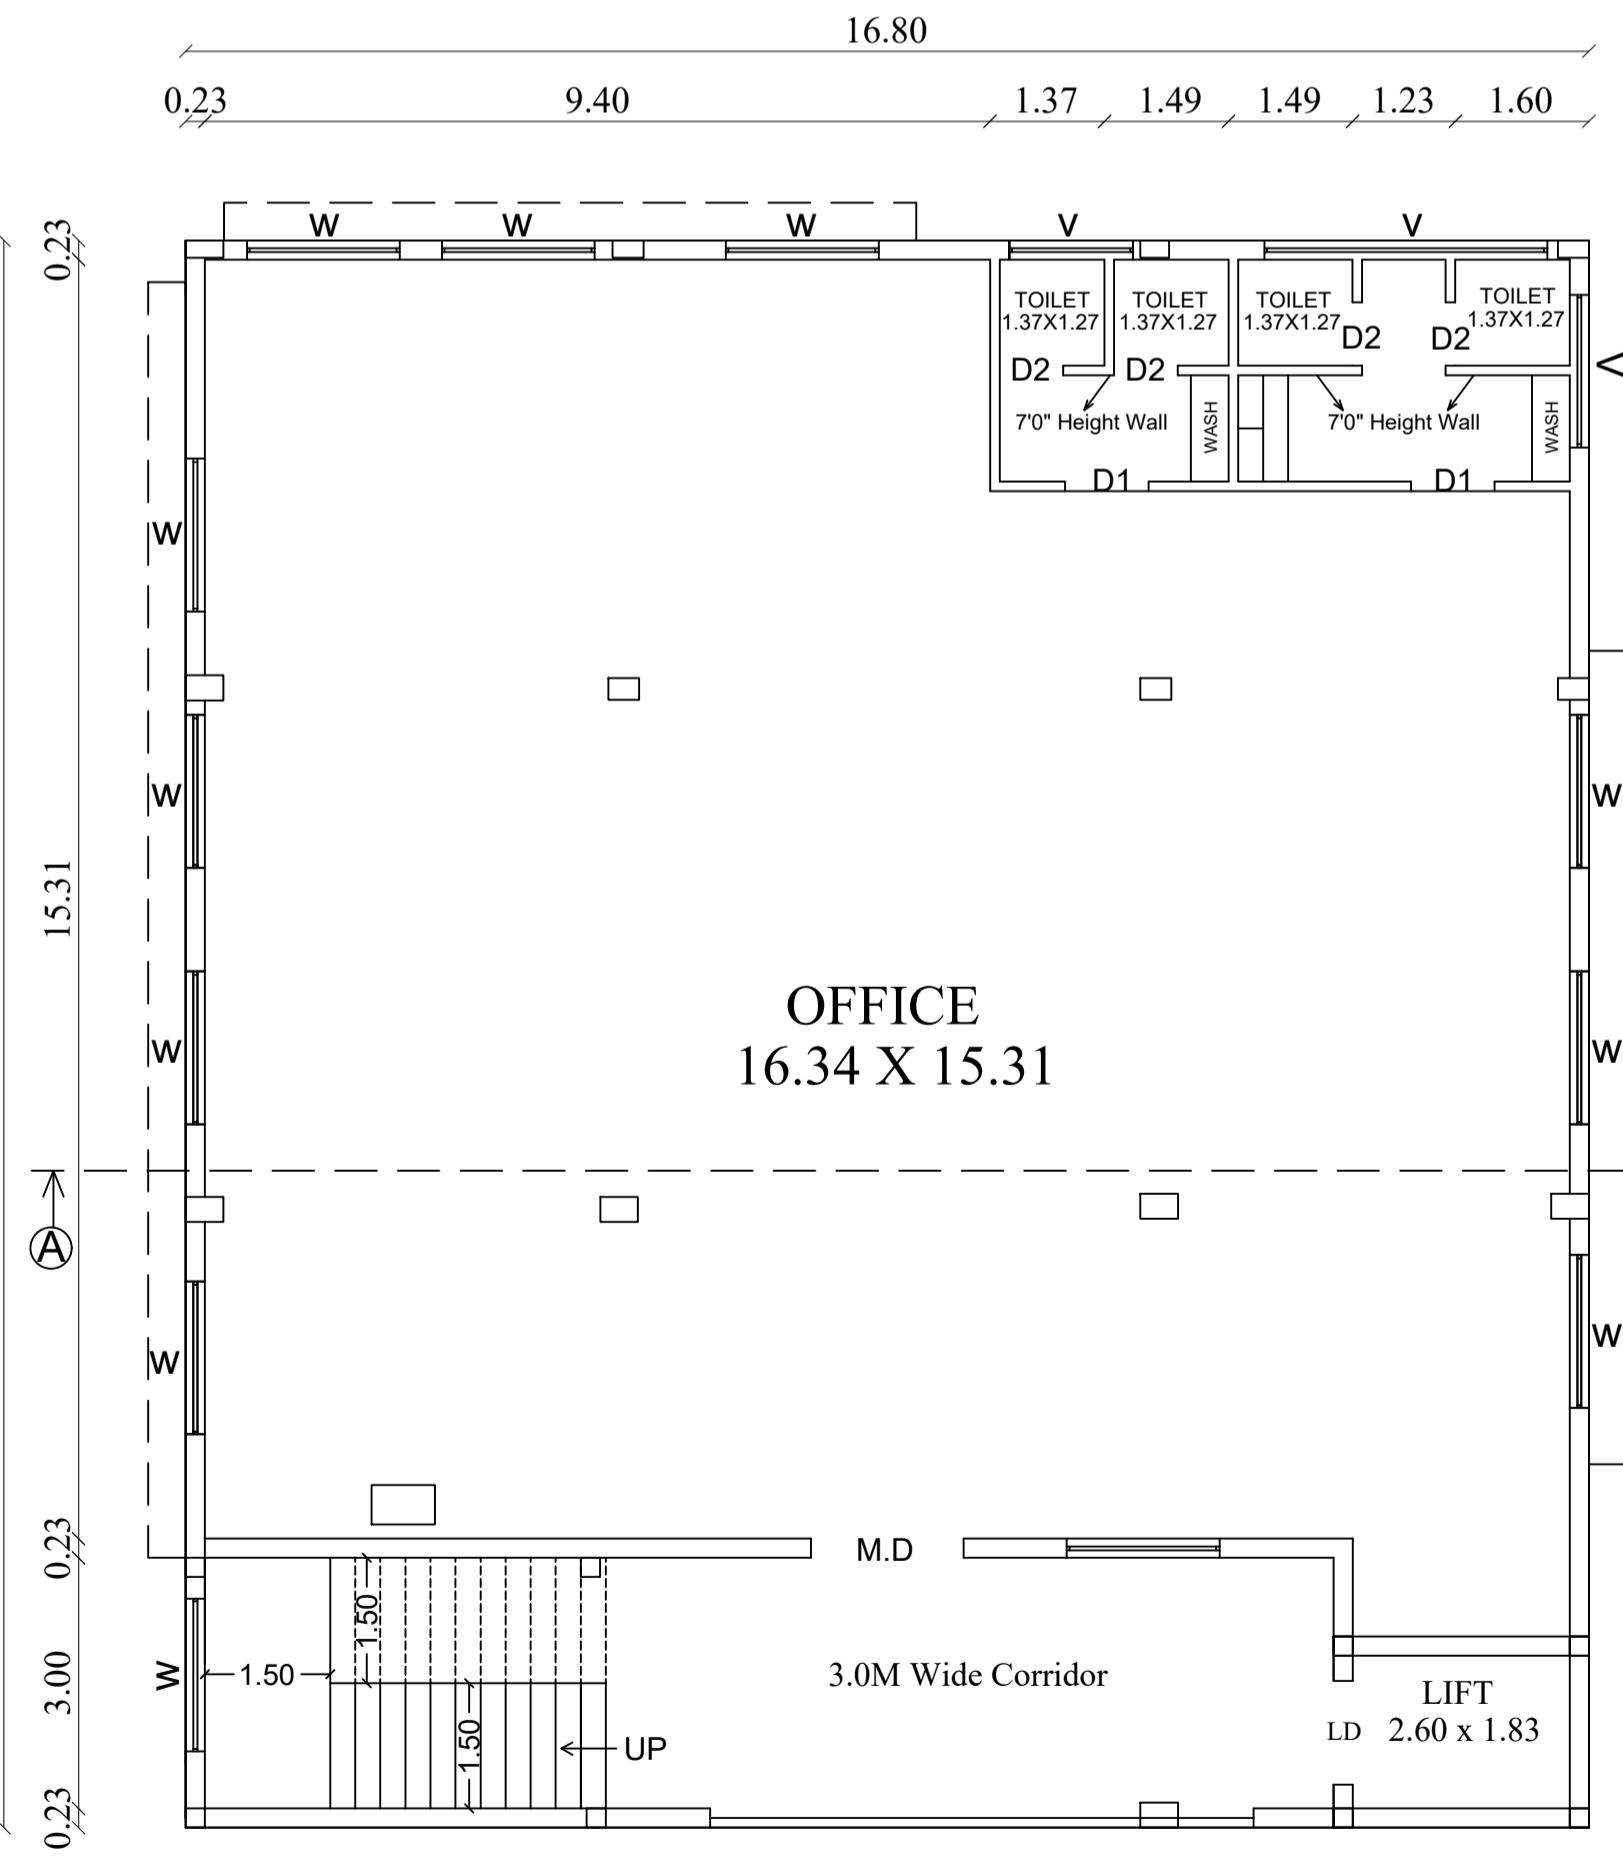 16.80
0.23 9.40 1.37 1.49 1.49 1.23 1.60
W W W V V
0.23
TOILET TOILET TOILET TOILET
1.37X1.27 1.37X1.27 1.37X1.27 1.37X1.27
D2 D2
V
D2 D2
7'0" Height Wall WASH 7'0" Height Wall WASH
D1 D1
W
W W
15.31
OFFICE
16.34 X 15.31
W W
A
W W
0.23
M.D
1.50
3.00
W
1.50
3.0M Wide Corridor
LIFT
LD 2.60 x 1.83
1.50
UP
0.23